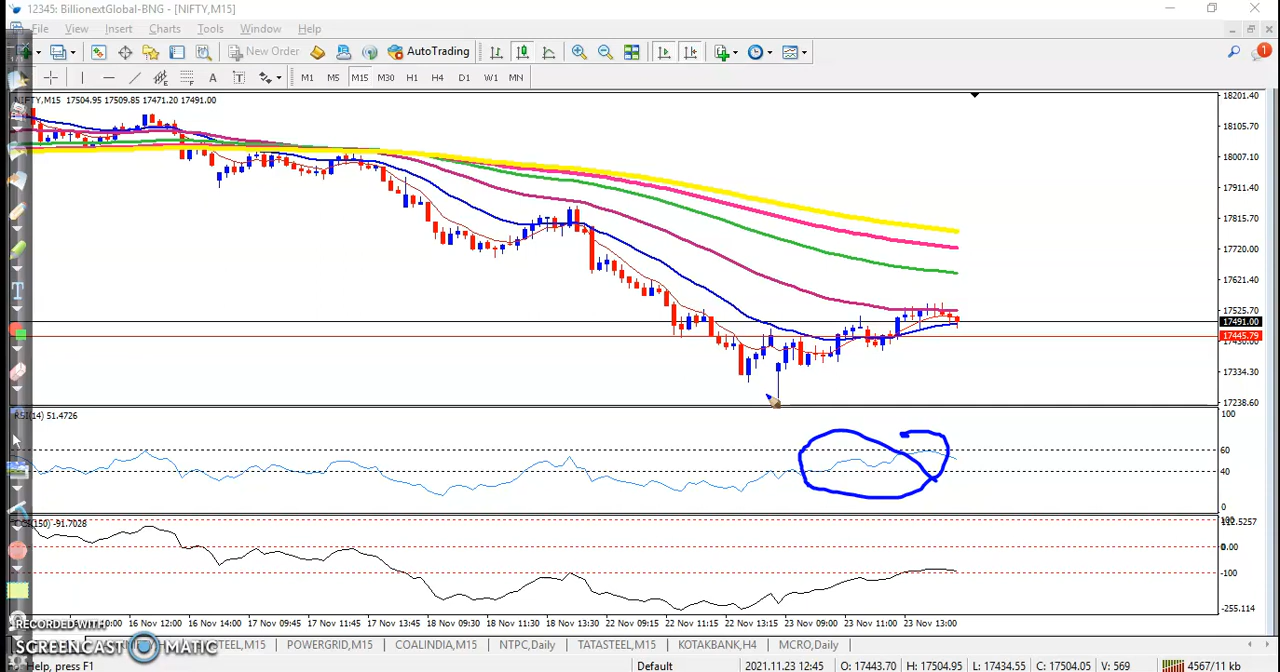 12345: BillionextGlobal-BNG - [NIFTY,M15]
File View Insert Charts Tools Window Help
New Order AutoTrading
A T M1 M5 M15 M30 H1 H4 D1 W1 MN
NIFTY,M15 17504.95 17509.85 17471.20 17491.00
18201.40
18105.70
18007.10
17911.40
17815.70
17720.00
17621.40
17525.70
17491.00
17445.79
17334.30
17238.60
RSI(14) 51.4726
100
60
40
0
(150) -91.7028
0.00
-100
-255.114
16 Nov 12:00 16 Nov 14:00 17 Nov 09:45 17 Nov 11:45 17 Nov 13:45 18 Nov 09:30 18 Nov 11:30 18 Nov 13:30 22 Nov 09:15 22 Nov 11:15 22 Nov 13:15 23 Nov 09:00 23 Nov 11:00 23 Nov 13:00
RECORDED WITH
SCREENCAST MATIC
STEEL,M15 POWERGRID,M15 COALINDIA,M15 NTPC,Daily TATASTEEL,M15 KOTAKBANK,H4 MCRO,Daily
Help, press F1 Default 2021.11.23 12:45 O: 17443.70 H: 17504.95 L: 17434.55 C: 17504.05 V: 569 4567/11 kb